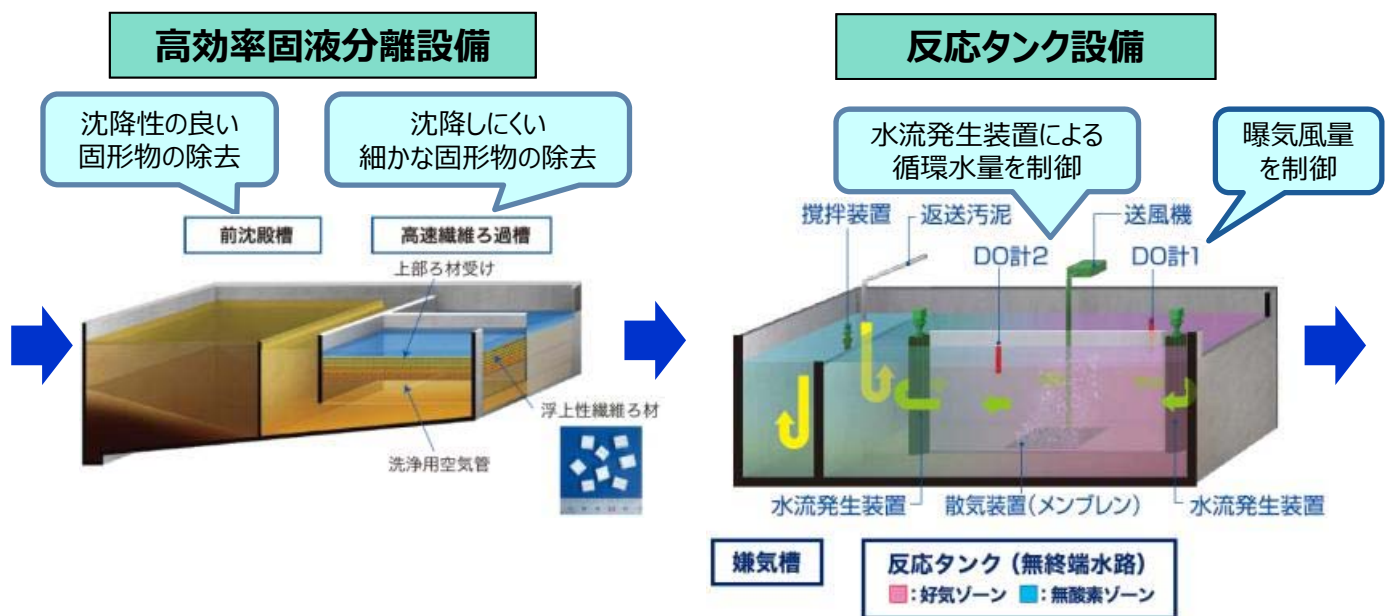 高効率固液分離設備
沈降性の良い
固形物の除去
沈降しにくい
細かな固形物の除去
前沈殿槽
高速繊維ろ過槽
上部ろ材受け
浮上性繊維ろ材
洗浄用空気管
反応タンク設備
水流発生装置による
循環水量を制御
曝気風量
を制御
撹拌装置
返送汚泥
送風機
DO計2
DO計1
水流発生装置
散気装置(メンブレン)
水流発生装置
嫌気槽
反応タンク(無終端水路)
:好気ゾーン :無酸素ゾーン